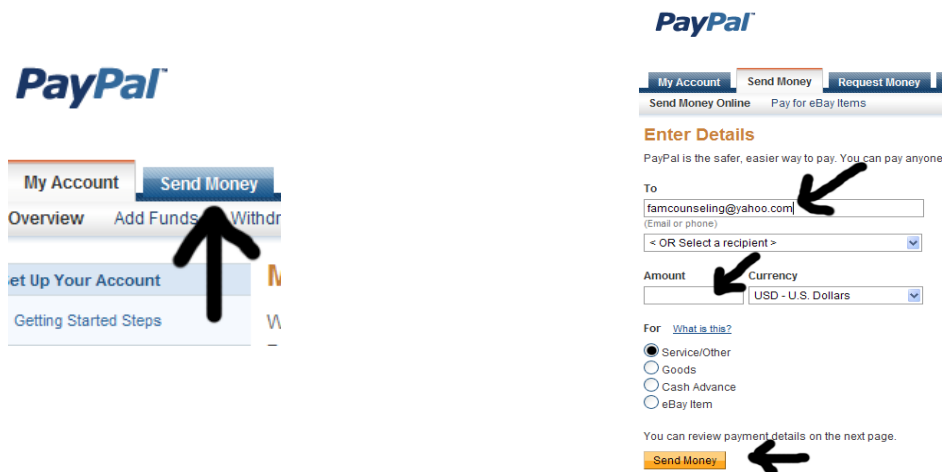 PayPal
My Account Send Money
Overview Add Funds
Set Up Your Account
Getting Started Steps
PayPal
My Account Send Money Request Money
Send Money Online Pay for eBay Items
Enter Details
PayPal is the safer, easier way to pay. You can pay anyone
To
famcounseling@yahoo.com
(Email or phone)
< OR Select a recipient >
Amount Currency
USD - U.S. Dollars
For What is this?
Service/Other
Goods
Cash Advance
eBay Item
You can review payment details on the next page.
Send Money